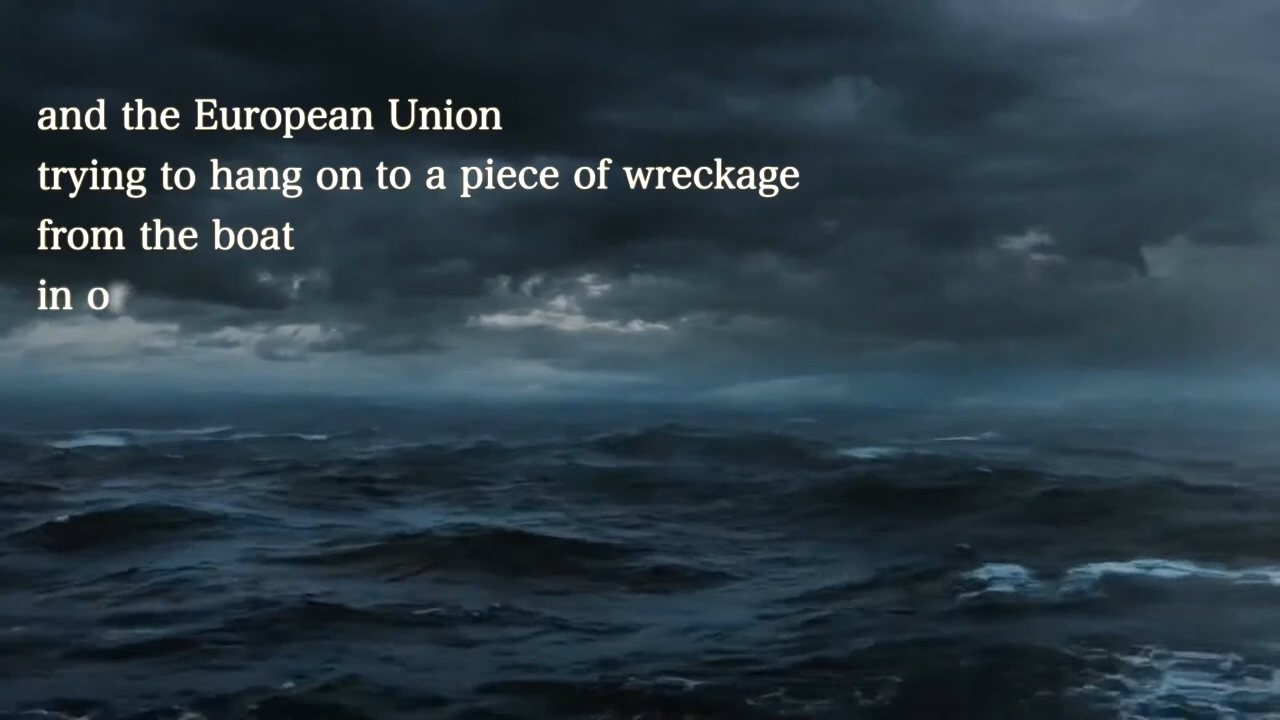 and the European Union
trying to hang on to a piece of wreckage
from the boat
in o